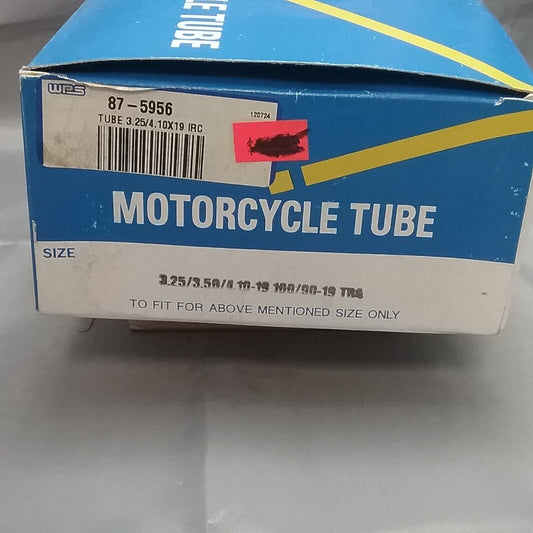 LE TUBE
WPS
87-5956
120724
TUBE 3.25/4.10X19 IRC
MOTORCYCLE TUBE
SIZE
3.25/3.50/4.10-19 100/90-19 TR4
TO FIT FOR ABOVE MENTIONED SIZE ONLY